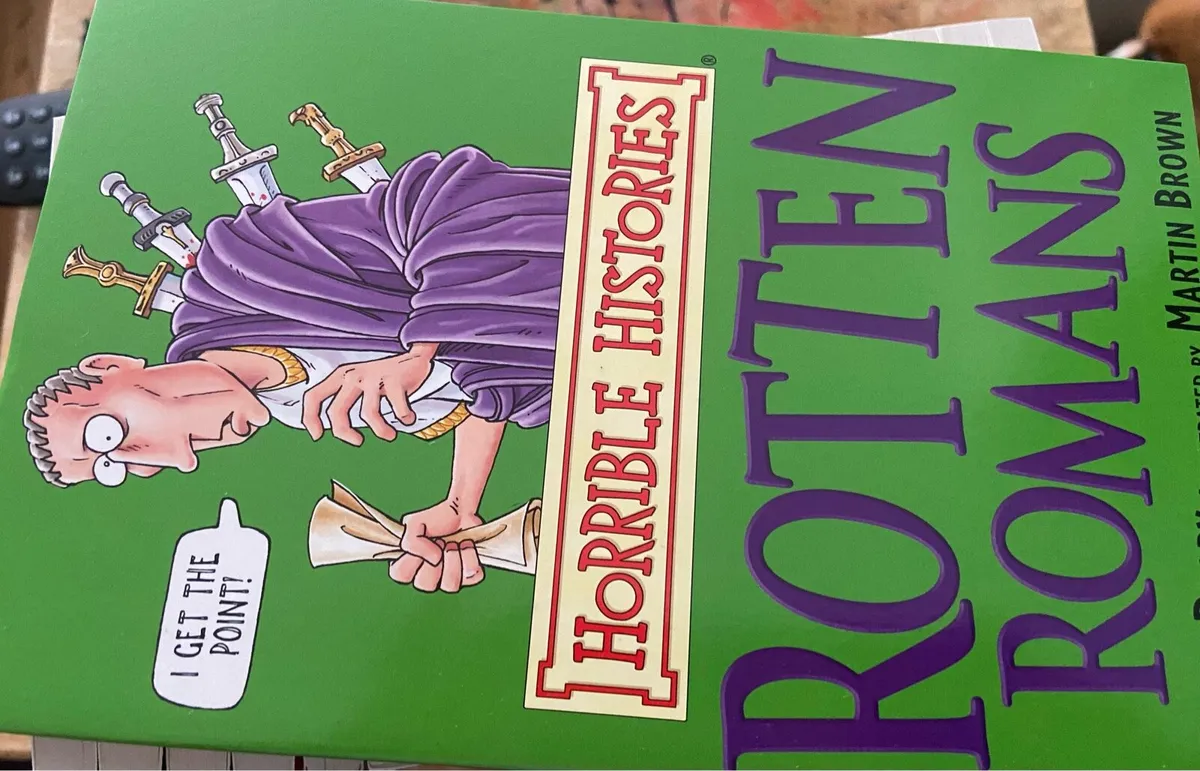 I GET THE
POINT!
HORRIBLE HISTORIES®
ROTTEN
ROMANS
MARTIN BROWN